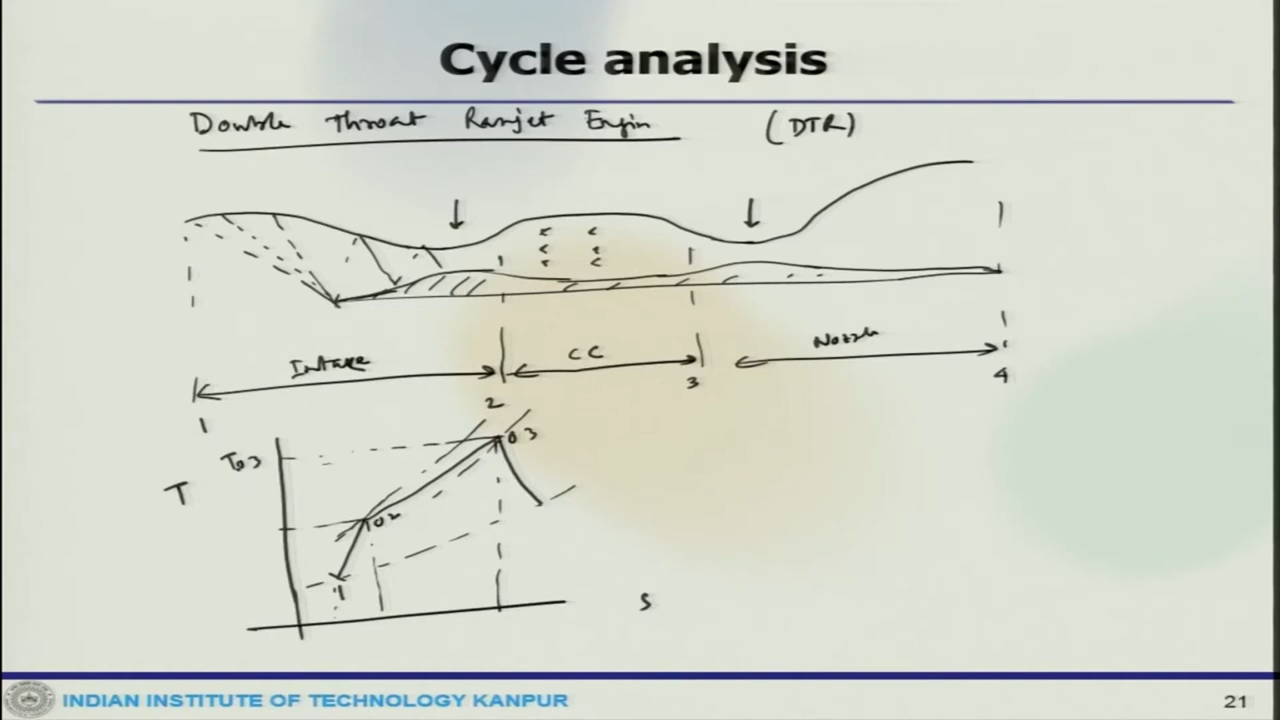 Cycle analysis
Double Throat Ramjet Engin (DTR)
Intake
CC
Nozzle
1
2
3
4
T03
T
03
02
1
S
INDIAN INSTITUTE OF TECHNOLOGY KANPUR
21